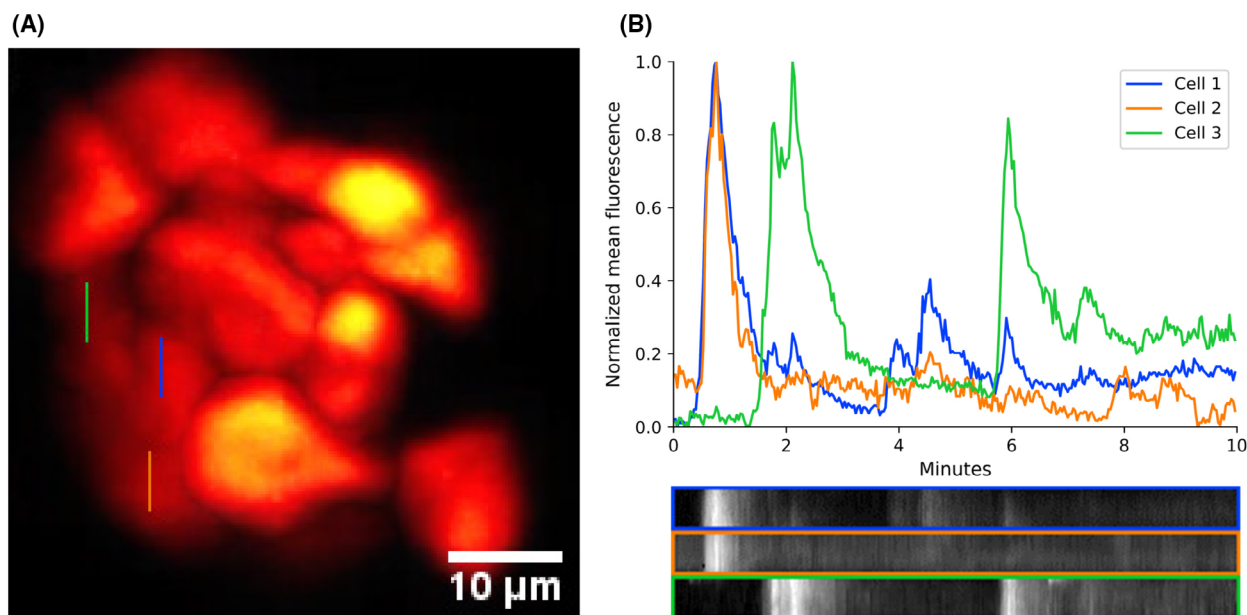 (A)
10 µm
(B)
Normalized mean fluorescence
1.0
0.8
0.6
0.4
0.2
0.0
Cell 1
Cell 2
Cell 3
0 2 4 6 8 10
Minutes